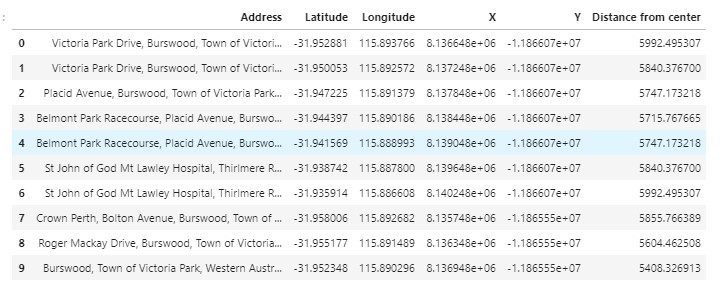 Address Latitude Longitude X Y Distance from center
0 Victoria Park Drive, Burswood, Town of Victori... -31.952881 115.893766 8.136648e+06 -1.186607e+07 5992.495307
1 Victoria Park Drive, Burswood, Town of Victori... -31.950053 115.892572 8.137248e+06 -1.186607e+07 5840.376700
2 Placid Avenue, Burswood, Town of Victoria Park... -31.947225 115.891379 8.137848e+06 -1.186607e+07 5747.173218
3 Belmont Park Racecourse, Placid Avenue, Burswo... -31.944397 115.890186 8.138448e+06 -1.186607e+07 5715.767665
4 Belmont Park Racecourse, Placid Avenue, Burswo... -31.941569 115.888993 8.139048e+06 -1.186607e+07 5747.173218
5 St John of God Mt Lawley Hospital, Thirlmere R... -31.938742 115.887800 8.139648e+06 -1.186607e+07 5840.376700
6 St John of God Mt Lawley Hospital, Thirlmere R... -31.935914 115.886608 8.140248e+06 -1.186607e+07 5992.495307
7 Crown Perth, Bolton Avenue, Burswood, Town of ... -31.958006 115.892682 8.135748e+06 -1.186555e+07 5855.766389
8 Roger Mackay Drive, Burswood, Town of Victoria... -31.955177 115.891489 8.136348e+06 -1.186555e+07 5604.462508
9 Burswood, Town of Victoria Park, Western Austr... -31.952348 115.890296 8.136948e+06 -1.186555e+07 5408.326913